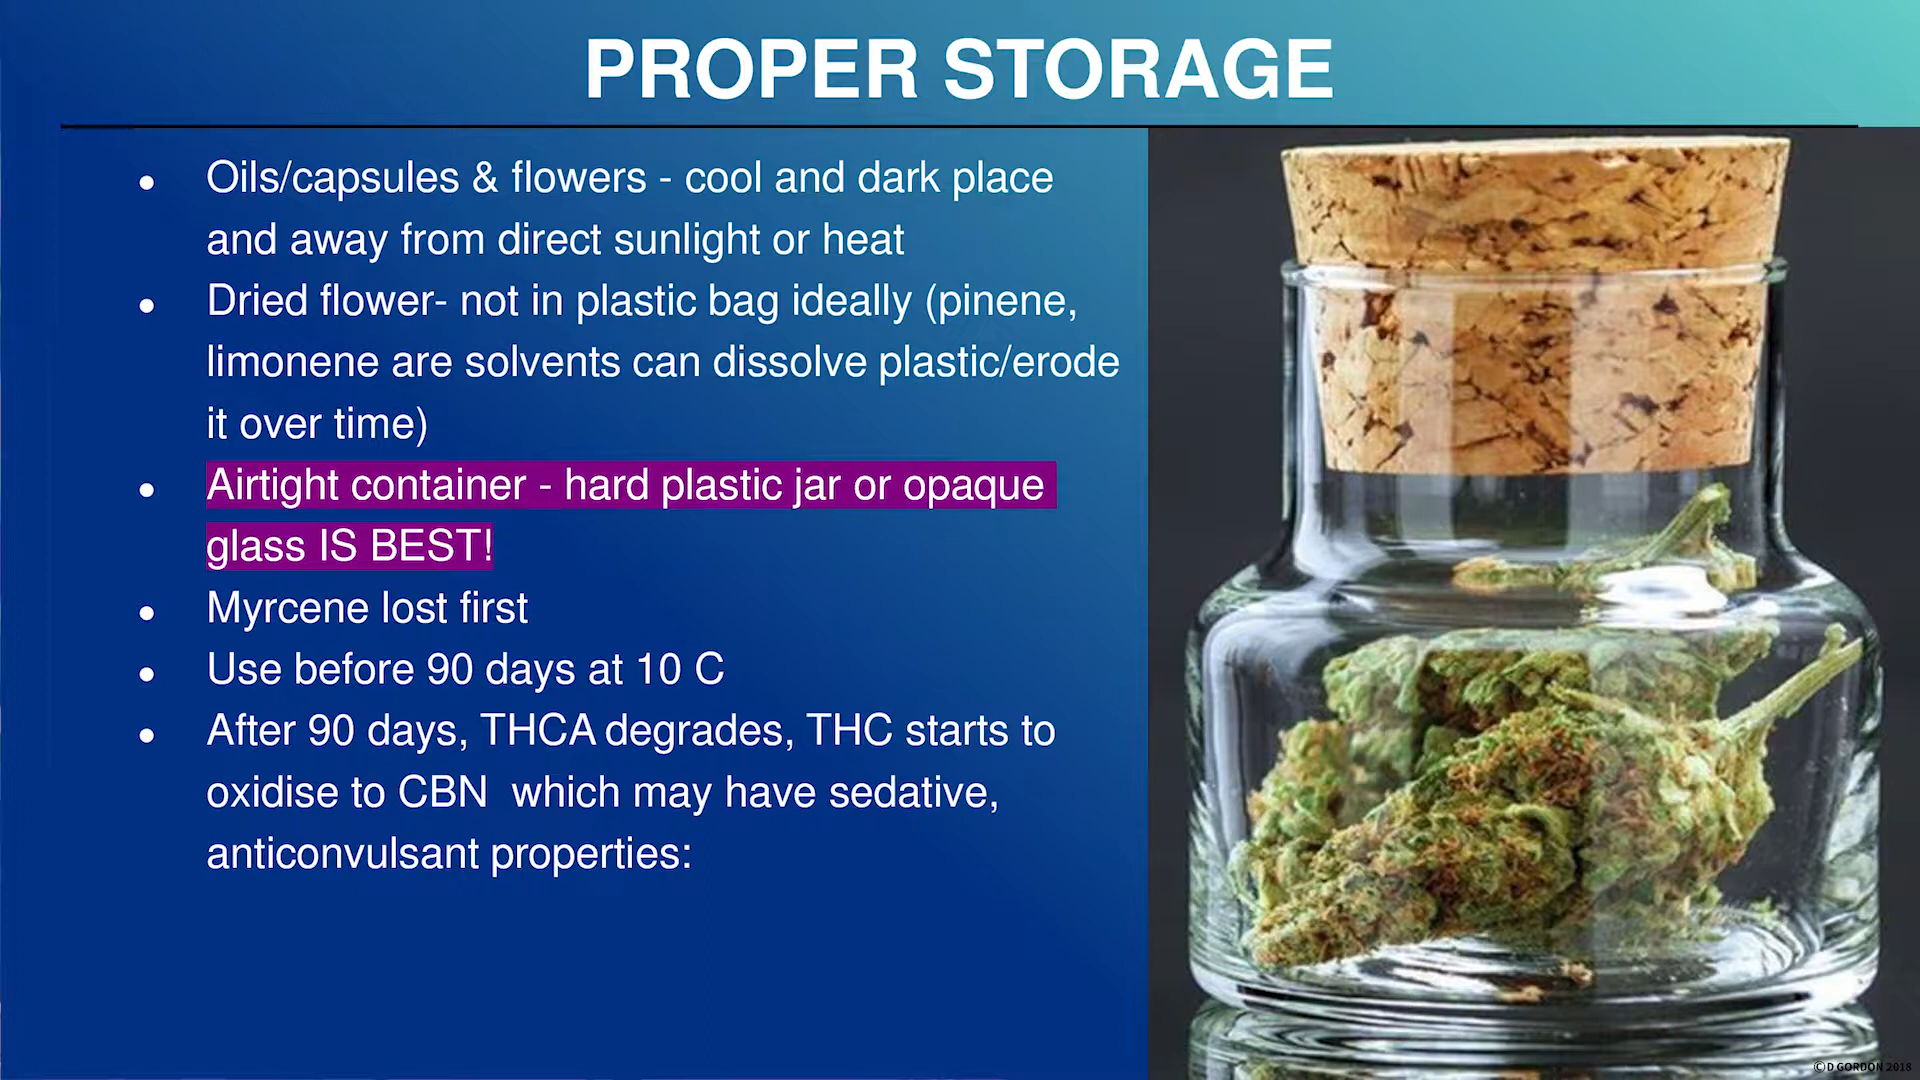 PROPER STORAGE
● Oils/capsules & flowers - cool and dark place
and away from direct sunlight or heat
● Dried flower- not in plastic bag ideally (pinene,
limonene are solvents can dissolve plastic/erode
it over time)
● Airtight container - hard plastic jar or opaque
glass IS BEST!
● Myrcene lost first
● Use before 90 days at 10 C
● After 90 days, THCA degrades, THC starts to
oxidise to CBN  which may have sedative,
anticonvulsant properties:
© D GORDON 2018